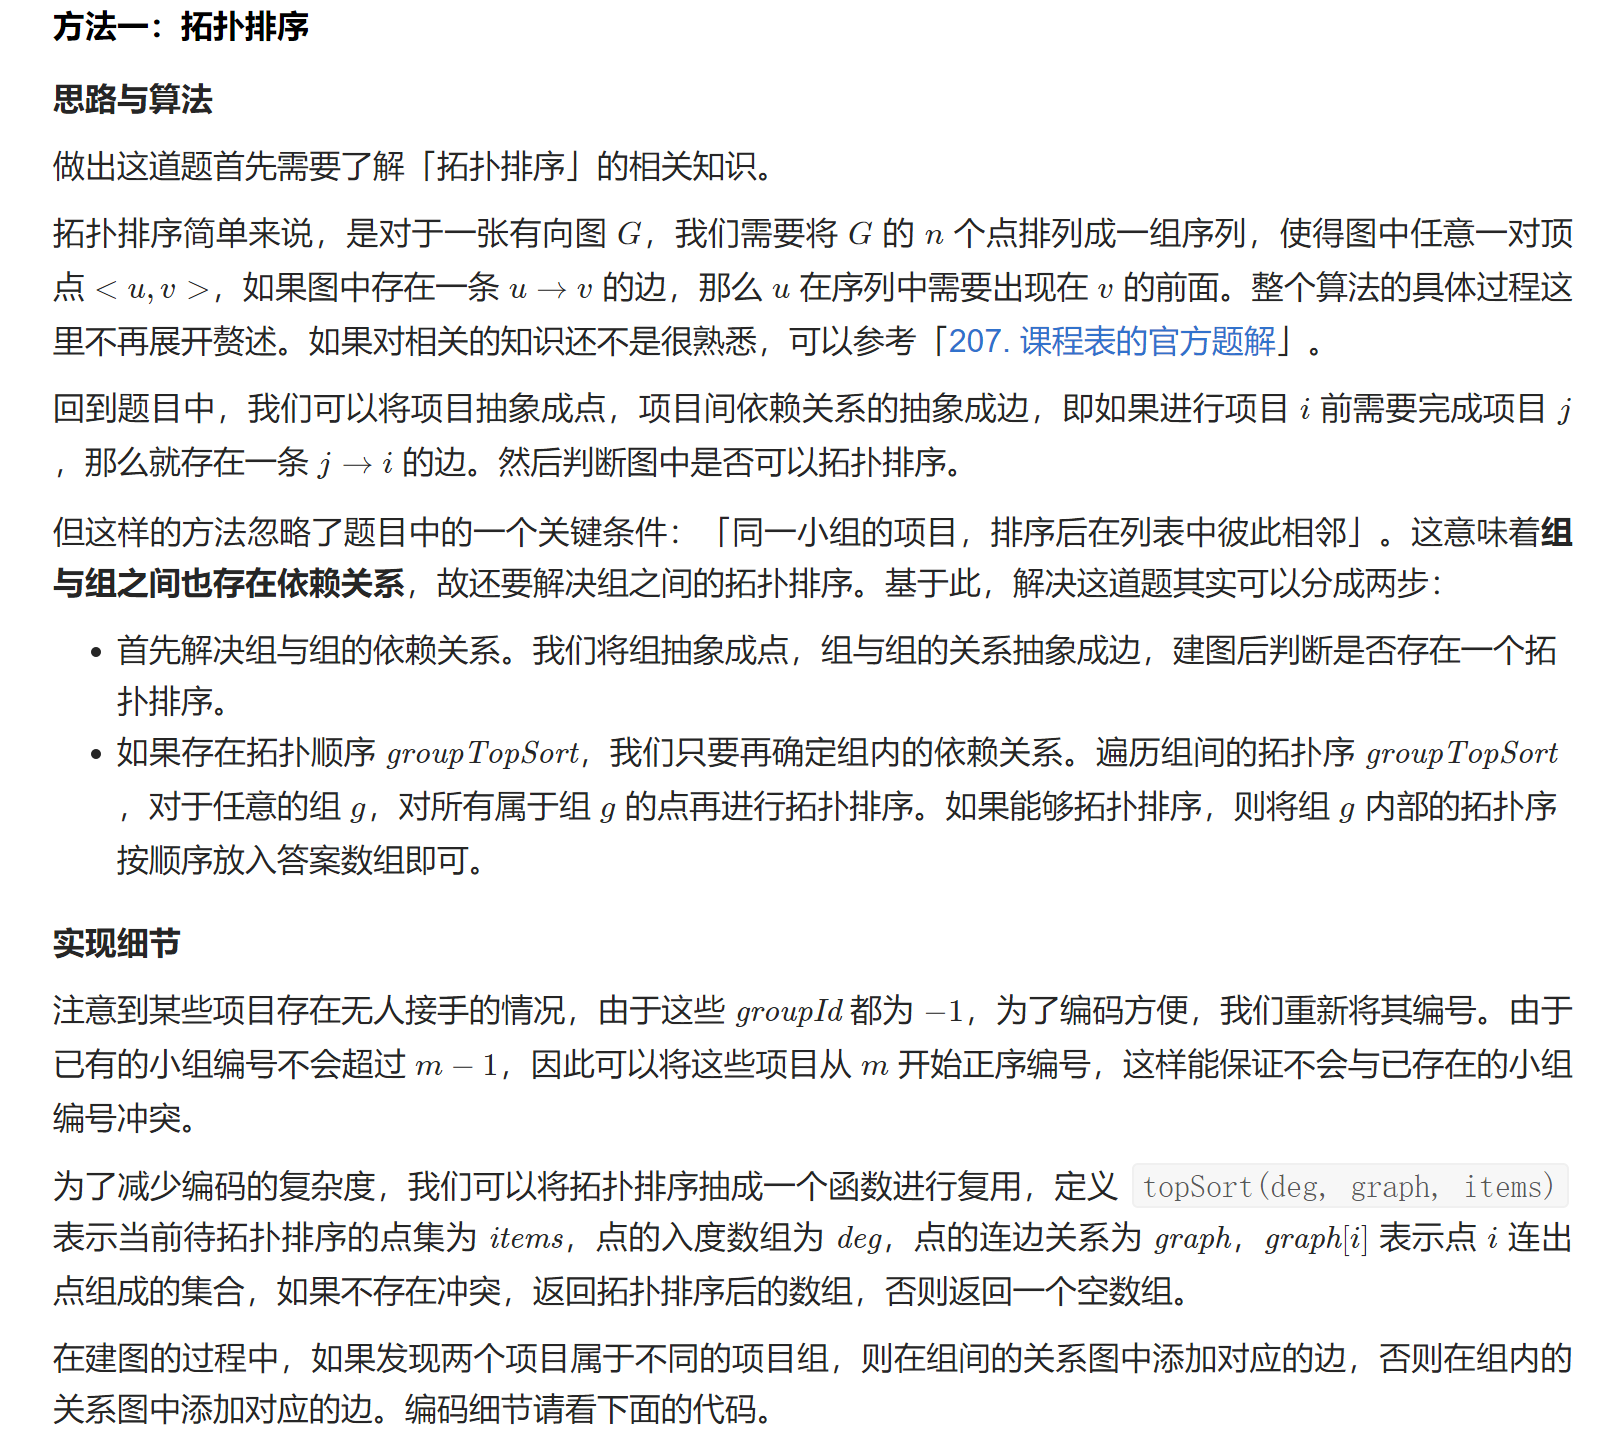 方法一：拓扑排序
思路与算法
做出这道题首先需要了解「拓扑排序」的相关知识。
拓扑排序简单来说，是对于一张有向图 G，我们需要将 G 的 n 个点排列成一组序列，使得图中任意一对顶
点 < u, v >，如果图中存在一条 u → v 的边，那么 u 在序列中需要出现在 v 的前面。整个算法的具体过程这
里不再展开赘述。如果对相关的知识还不是很熟悉，可以参考「207. 课程表的官方题解」。
回到题目中，我们可以将项目抽象成点，项目间依赖关系的抽象成边，即如果进行项目 i 前需要完成项目 j
，那么就存在一条 j → i 的边。然后判断图中是否可以拓扑排序。
但这样的方法忽略了题目中的一个关键条件：「同一小组的项目，排序后在列表中彼此相邻」。这意味着组
与组之间也存在依赖关系，故还要解决组之间的拓扑排序。基于此，解决这道题其实可以分成两步：
• 首先解决组与组的依赖关系。我们将组抽象成点，组与组的关系抽象成边，建图后判断是否存在一个拓
扑排序。
• 如果存在拓扑顺序 groupTopSort，我们只要再确定组内的依赖关系。遍历组间的拓扑序 groupTopSort
，对于任意的组 g，对所有属于组 g 的点再进行拓扑排序。如果能够拓扑排序，则将组 g 内部的拓扑序
按顺序放入答案数组即可。
实现细节
注意到某些项目存在无人接手的情况，由于这些 groupId 都为 −1，为了编码方便，我们重新将其编号。由于
已有的小组编号不会超过 m − 1，因此可以将这些项目从 m 开始正序编号，这样能保证不会与已存在的小组
编号冲突。
为了减少编码的复杂度，我们可以将拓扑排序抽成一个函数进行复用，定义 topSort(deg, graph, items)
表示当前待拓扑排序的点集为 items，点的入度数组为 deg，点的连边关系为 graph，graph[i] 表示点 i 连出
点组成的集合，如果不存在冲突，返回拓扑排序后的数组，否则返回一个空数组。
在建图的过程中，如果发现两个项目属于不同的项目组，则在组间的关系图中添加对应的边，否则在组内的
关系图中添加对应的边。编码细节请看下面的代码。